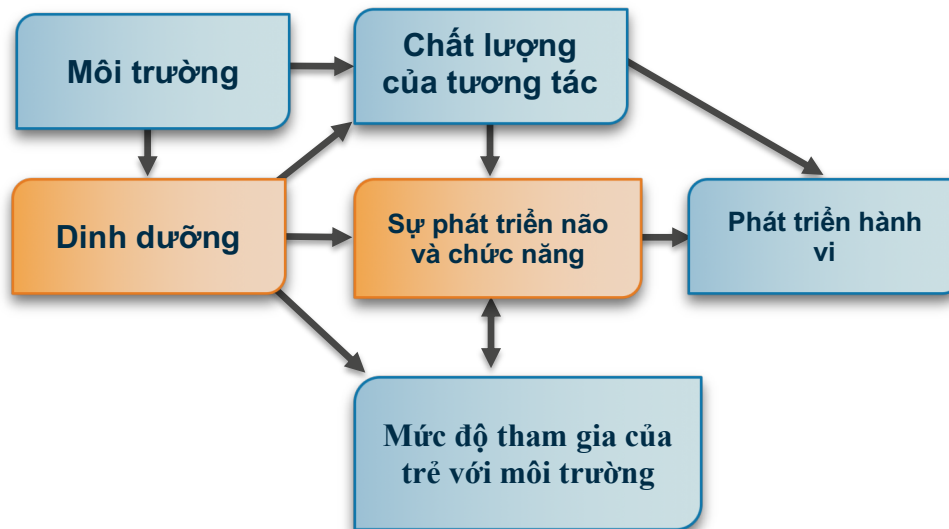 Môi trường
Chất lượng
của tương tác
Dinh dưỡng
Sự phát triển não
và chức năng
Phát triển hành
vi
Mức độ tham gia của
trẻ với môi trường